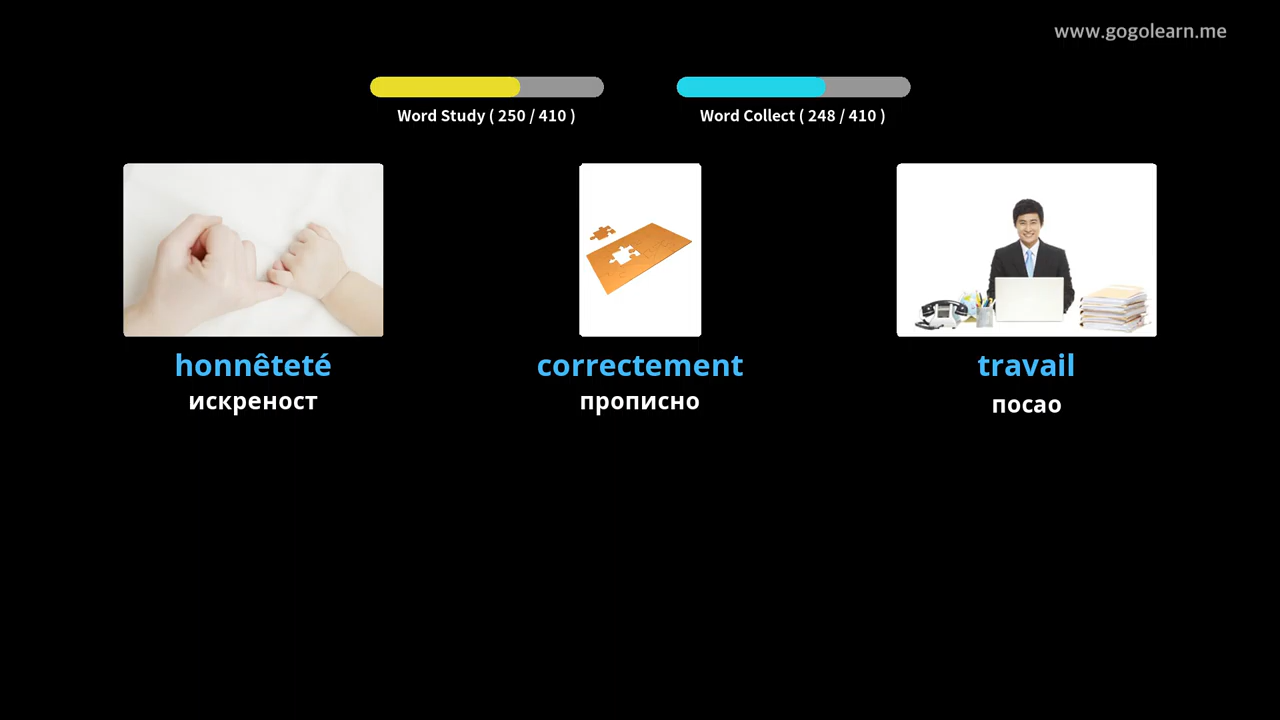 www.gogolearn.me
Word Study ( 250 / 410 )
Word Collect ( 248 / 410 )
honnêteté
искреност
correctement
прописно
travail
посао